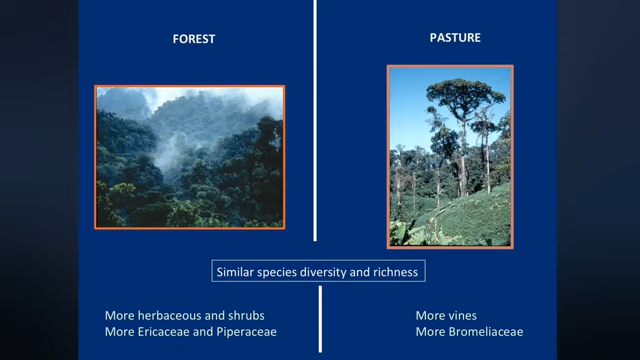 FOREST
PASTURE
Similar species diversity and richness
More herbaceous and shrubs
More Ericaceae and Piperaceae
More vines
More Bromeliaceae